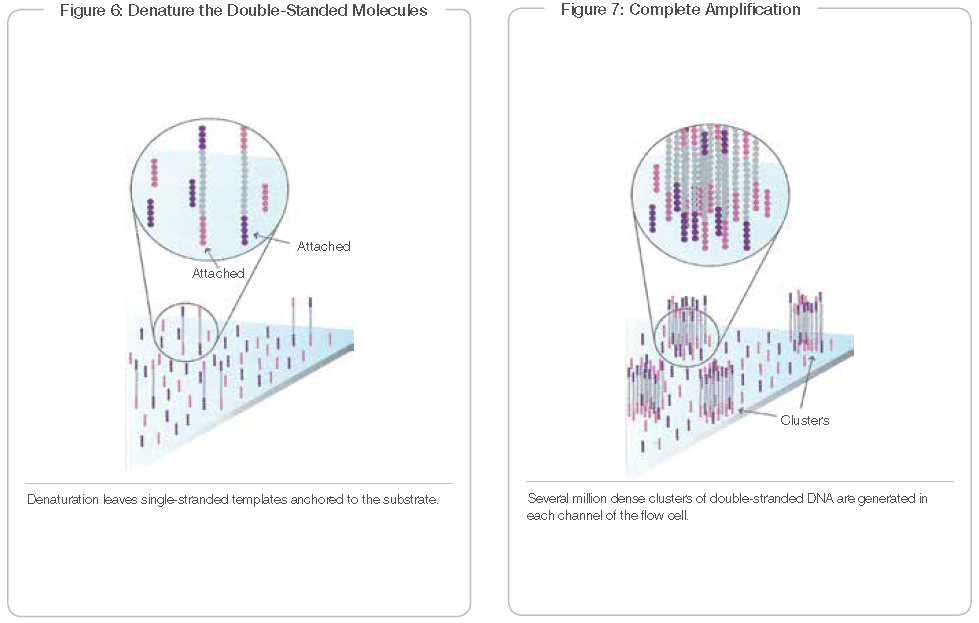 Figure 6: Denature the Double-Standed Molecules
Attached
Attached
Denaturation leaves single-stranded templates anchored to the substrate.
Figure 7: Complete Amplification
Clusters
Several million dense clusters of double-stranded DNA are generated in
each channel of the flow cell.